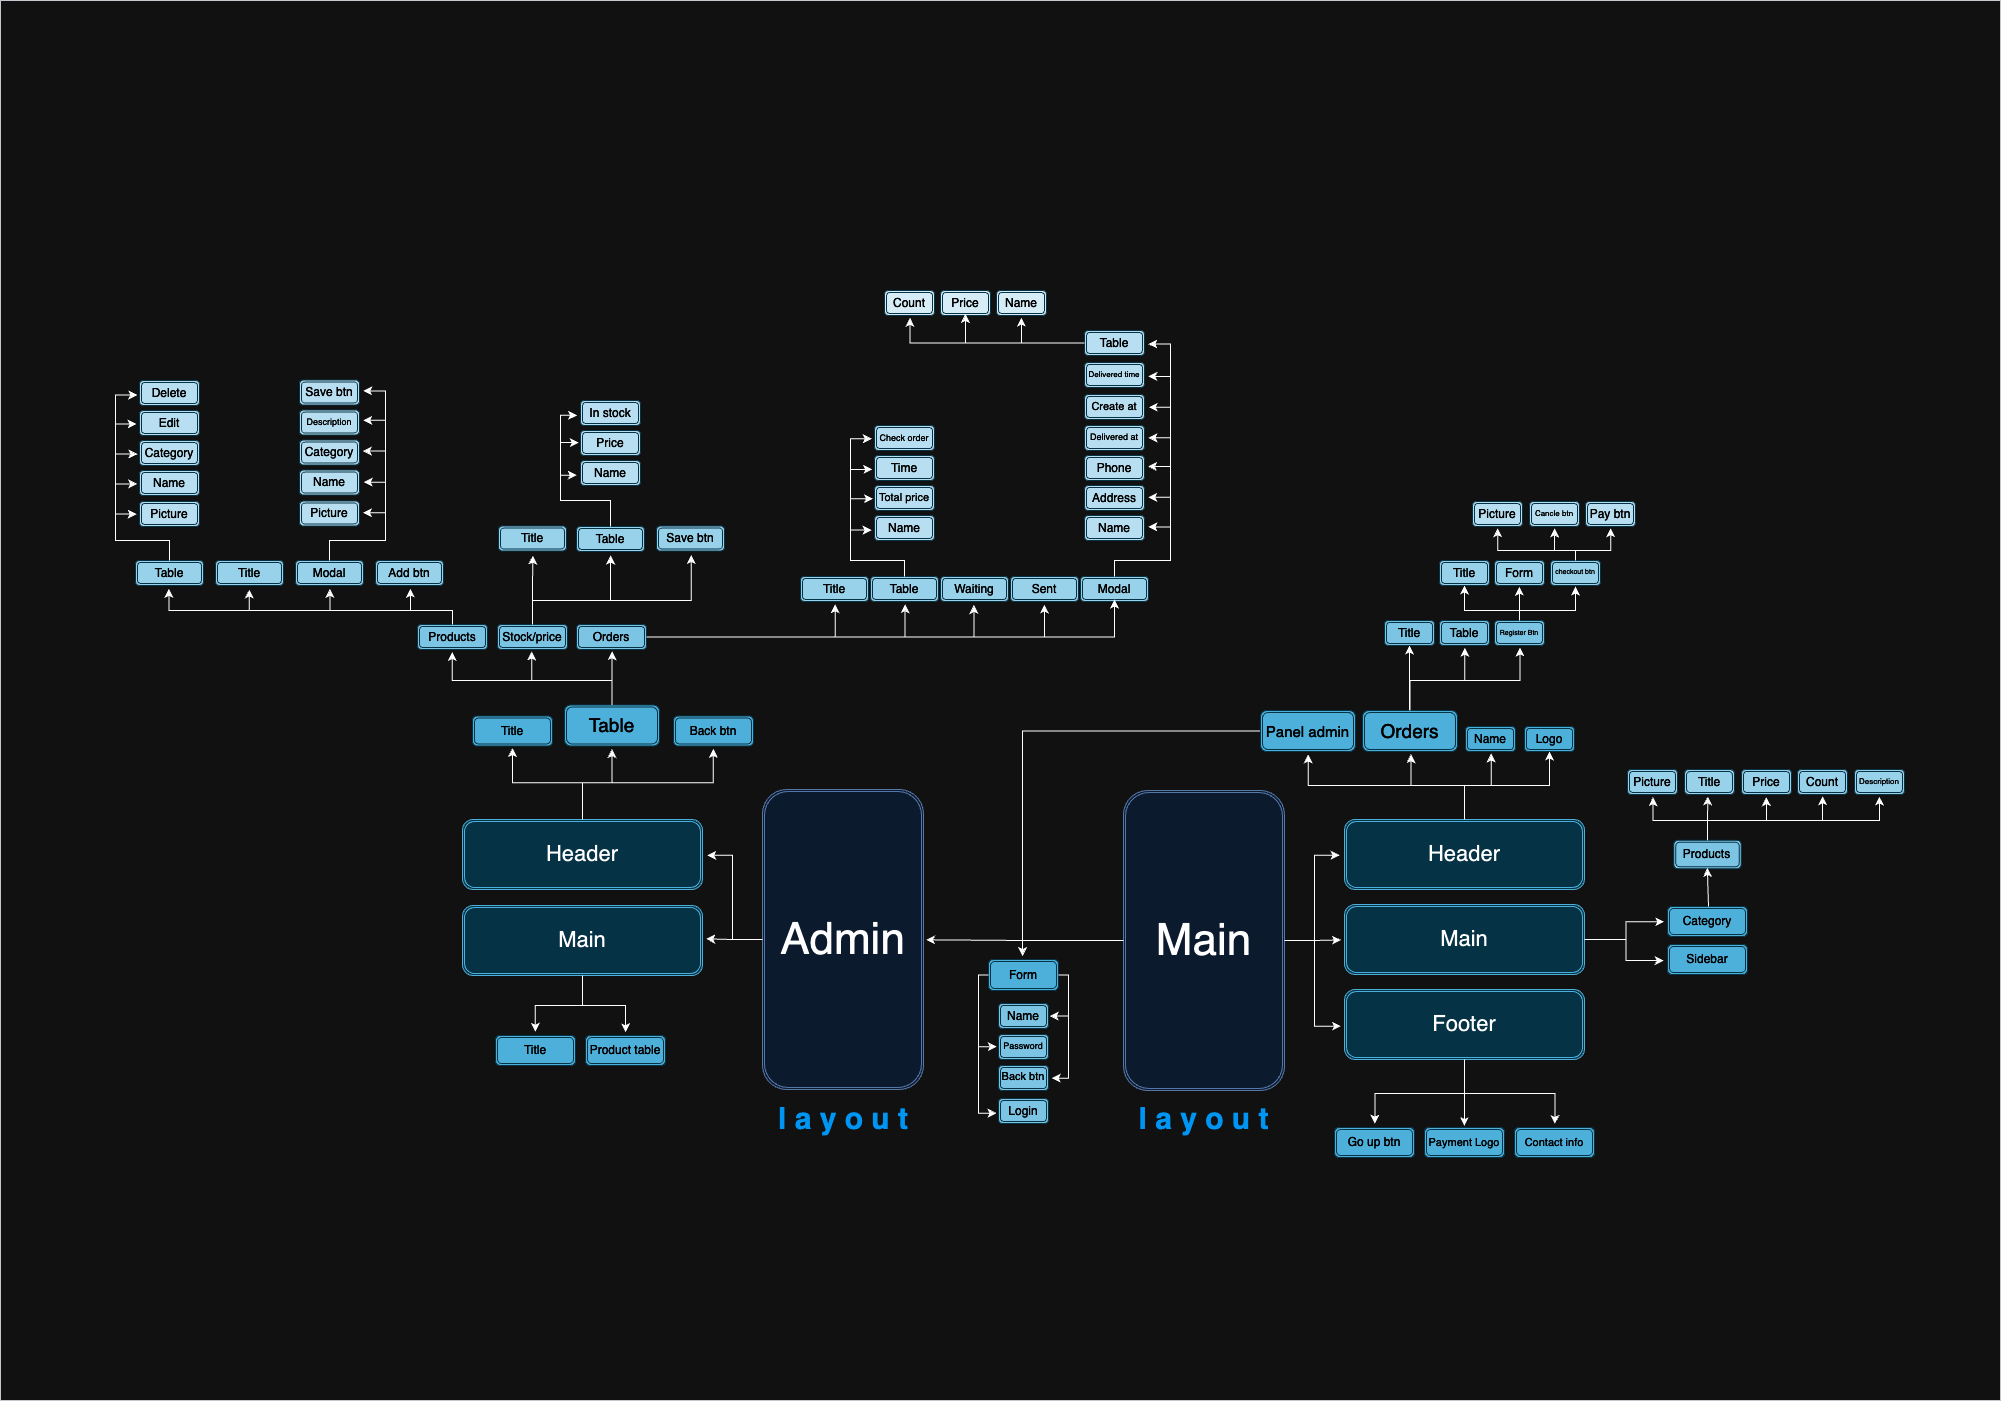 Count
Price
Name
Table
Delivered time
Create at
Delivered at
Phone
Address
Name
Delete
Edit
Category
Name
Picture
Save btn
Description
Category
Name
Picture
In stock
Price
Name
Check order
Time
Total price
Name
Title
Table
Save btn
Table
Title
Modal
Add btn
Title
Table
Waiting
Sent
Modal
Products
Stock/price
Orders
Title
Table
Back btn
Header
Main
Title
Product table
Admin
layout
Form
Name
Password
Back btn
Login
Main
layout
Picture
Cancle btn
Pay btn
Title
Form
checkout btn
Title
Table
Register Btn
Panel admin
Orders
Name
Logo
Header
Main
Footer
Picture
Title
Price
Count
Description
Products
Category
Sidebar
Go up btn
Payment Logo
Contact info